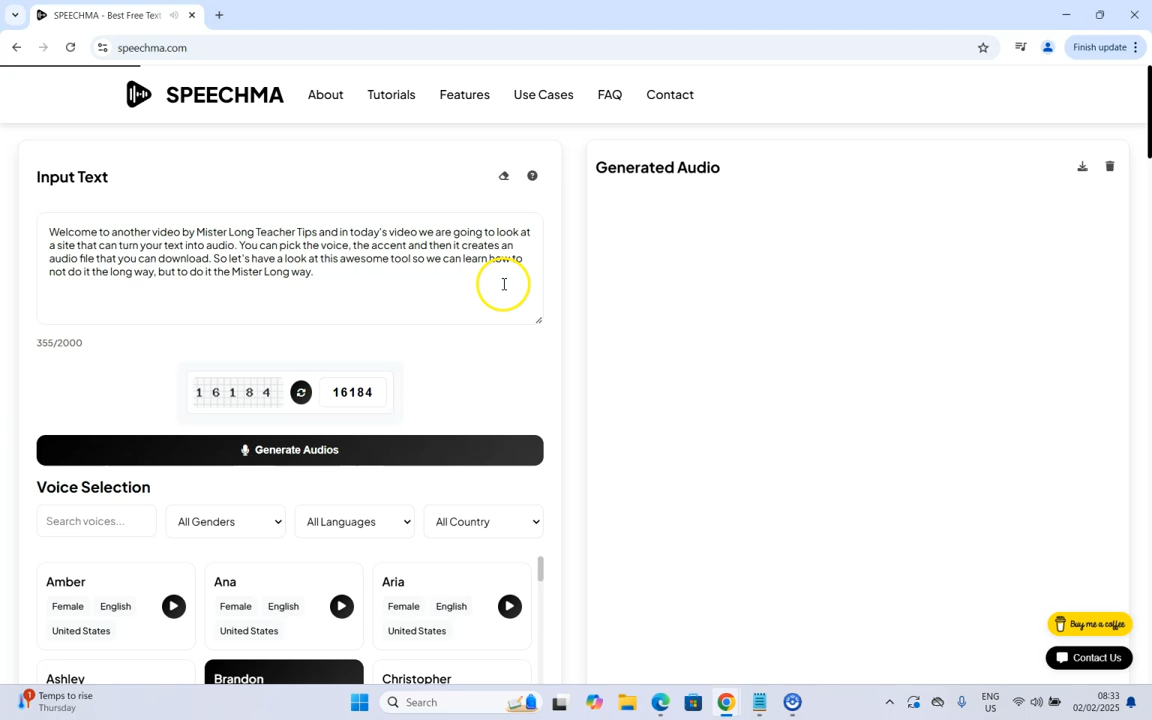 SPEECHMA - Best Free Text
speechma.com
Finish update
SPEECHMA
About
Tutorials
Features
Use Cases
FAQ
Contact
Input Text
Welcome to another video by Mister Long Teacher Tips and in today's video we are going to look at
a site that can turn your text into audio. You can pick the voice, the accent and then it creates an
audio file that you can download. So let's have a look at this awesome tool so we can learn how to
not do it the long way, but to do it the Mister Long way.
355/2000
1 6 1 8 4
16184
Generate Audios
Voice Selection
Search voices...
All Genders
All Languages
All Country
Amber
Female English
United States
Ana
Female English
United States
Aria
Female English
United States
Ashley
Brandon
Christopher
Generated Audio
Buy me a coffee
Contact Us
1
Temps to rise
Thursday
Search
ENG
US
08:33
02/02/2025